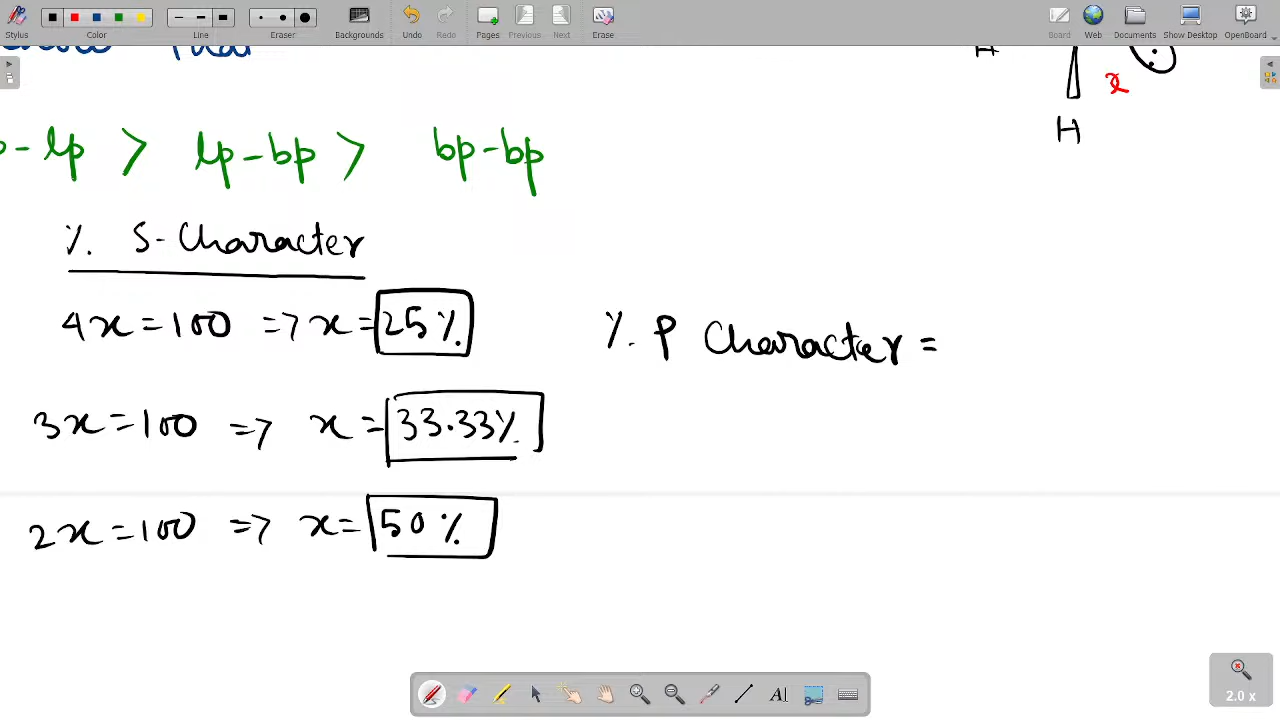 Stylus Color Line Eraser Backgrounds Undo Redo Pages Previous Next Erase Board Web Documents Show Desktop OpenBoard
H
x
H
- lp > lp - bp > bp - bp
% S - Character
4x = 100 => x = 25 %
% P Character =
3x = 100 => x = 33.33%
2x = 100 => x = 50 %
2.0 x